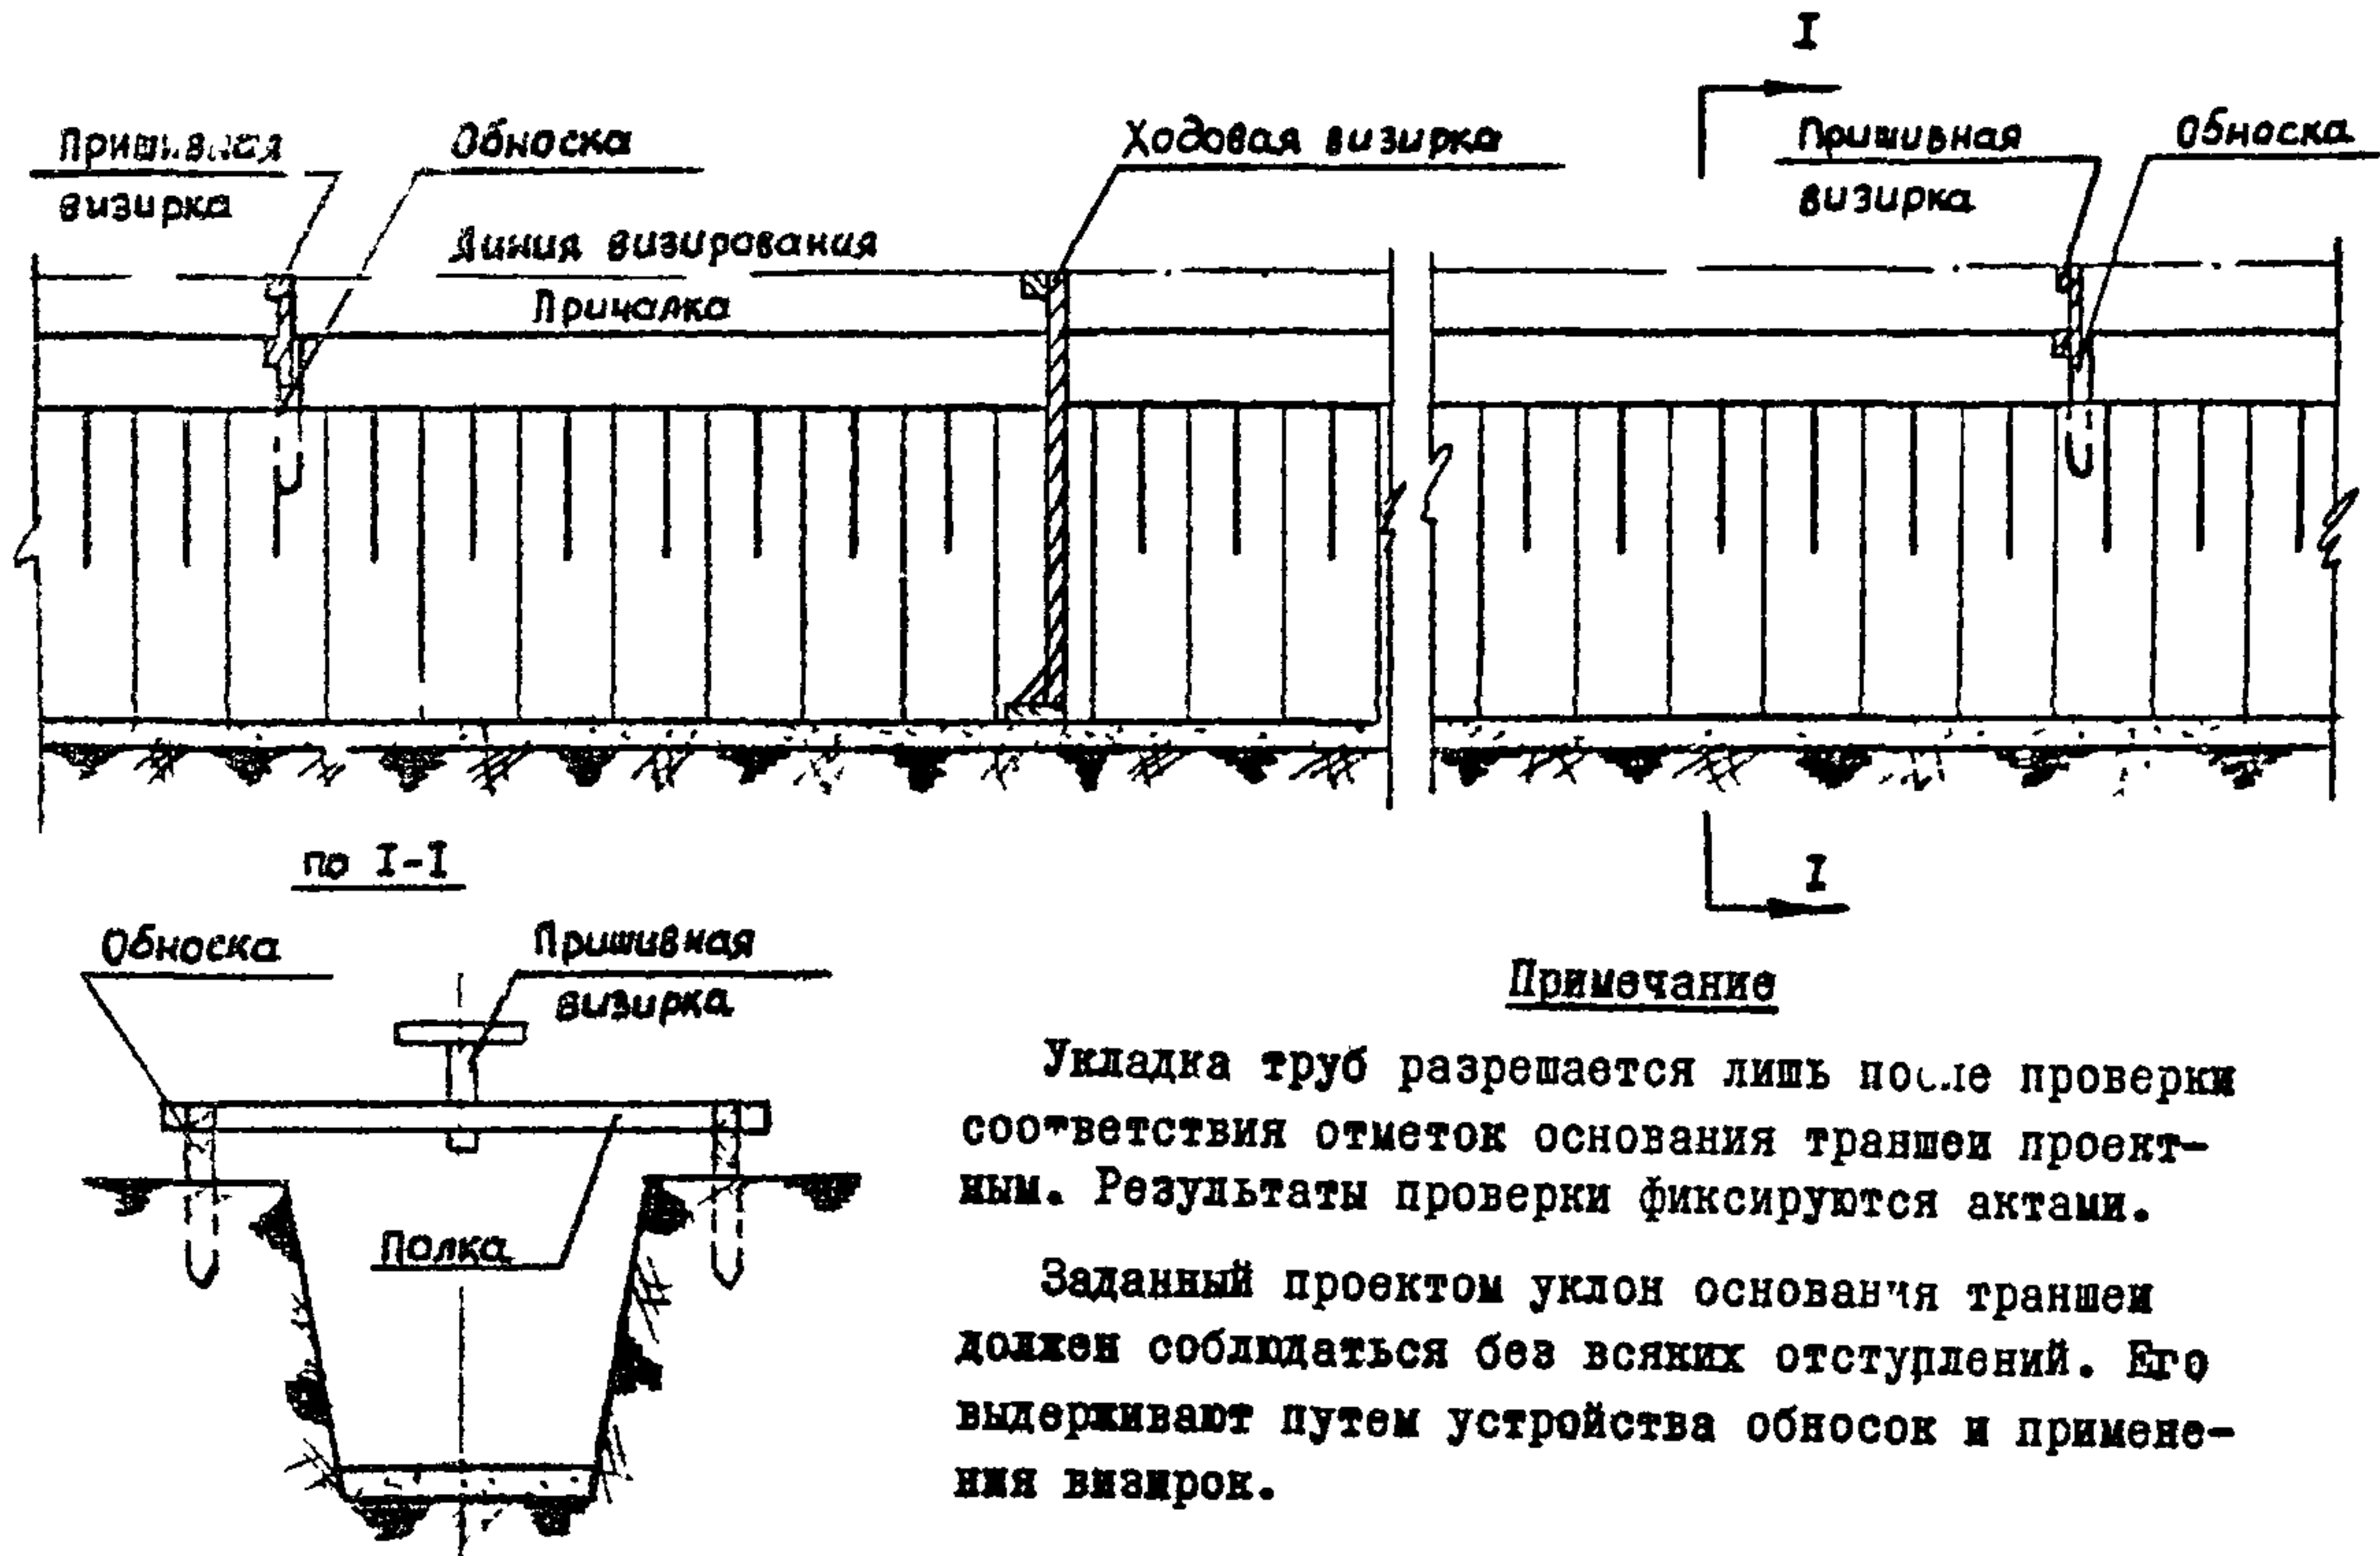 I
Пришивная
визирка
Обноска
Ходовая визирка
Пришивная
визирка
Обноска
Линия визирования
Причалка
по I-I
I
Обноска
Пришивная
визирка
Полка
Примечание
Укладка труб разрешается лишь после проверки
соответствия отметок основания траншеи проект-
ным. Результаты проверки фиксируются актами.
Заданный проектом уклон основания траншеи
должен соблюдаться без всяких отступлений. Его
выдерживают путем устройства обносок и примене-
ния визирок.